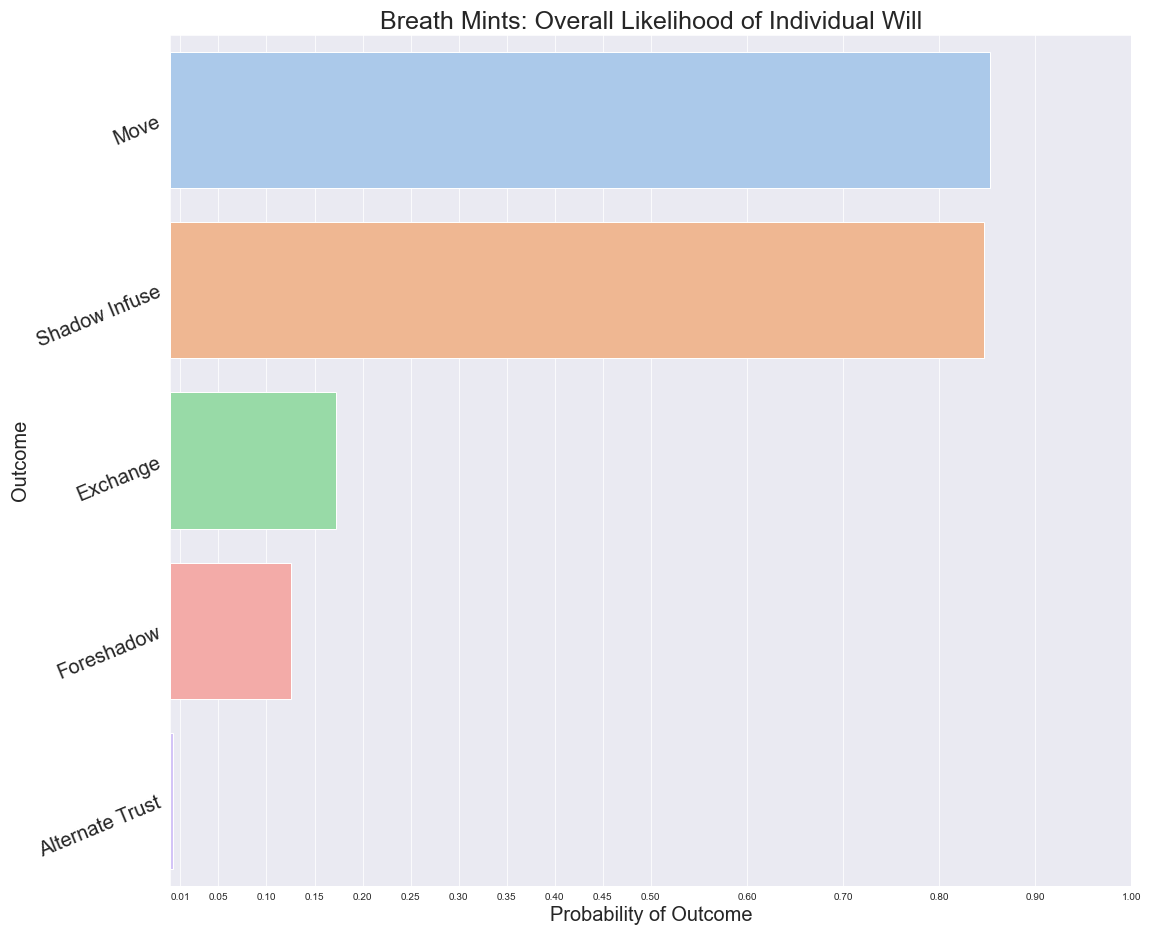 Breath Mints: Overall Likelihood of Individual Will
Move
Shadow Infuse
Exchange
Foreshadow
Alternate Trust
Outcome
0.01 0.05 0.10 0.15 0.20 0.25 0.30 0.35 0.40 0.45 0.50 0.60 0.70 0.80 0.90 1.00
Probability of Outcome